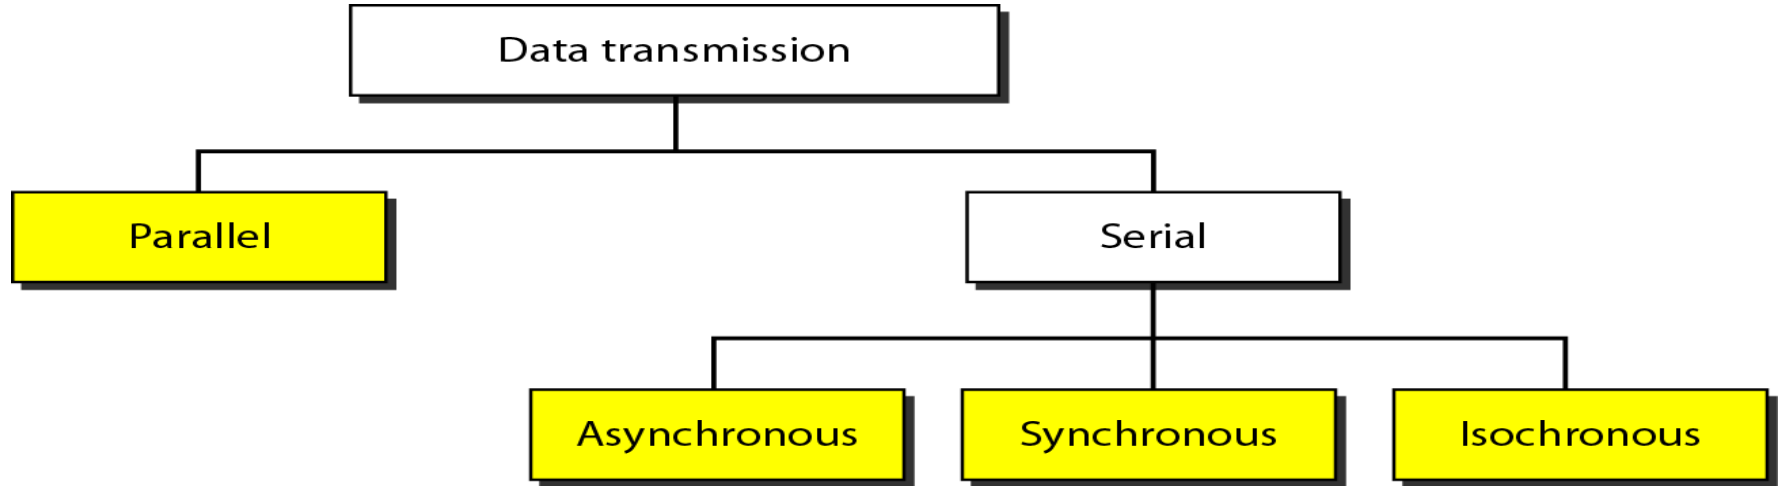 Data transmission
Parallel
Serial
Asynchronous
Synchronous
Isochronous